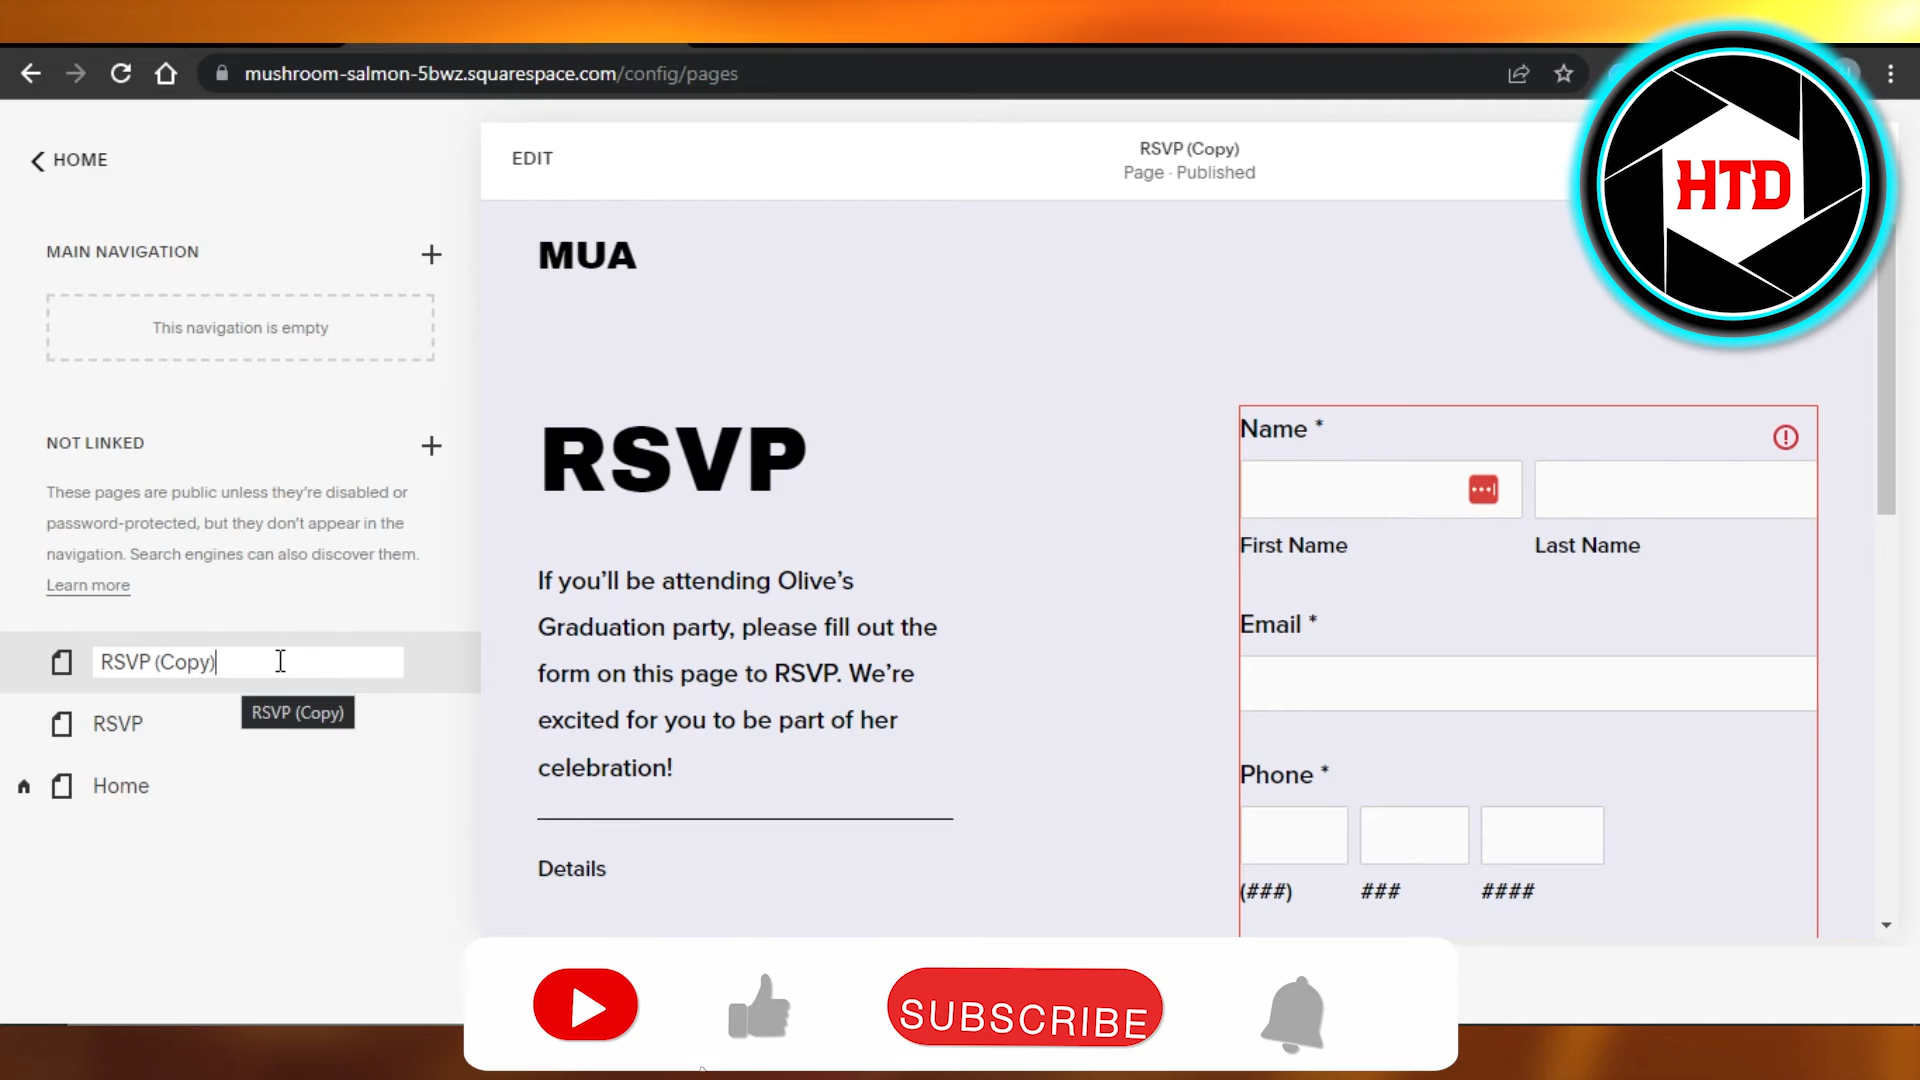 mushroom-salmon-5bwz.squarespace.com/config/pages
HTD
HOME
MAIN NAVIGATION
This navigation is empty
NOT LINKED
These pages are public unless they're disabled or
password-protected, but they don't appear in the
navigation. Search engines can also discover them.
Learn more
RSVP (Copy)
RSVP (Copy)
RSVP
Home
EDIT
RSVP (Copy)
Page · Published
MUA
RSVP
If you'll be attending Olive's
Graduation party, please fill out the
form on this page to RSVP. We're
excited for you to be part of her
celebration!
Details
Name *
First Name
Last Name
Email *
Phone *
(###)
###
####
SUBSCRIBE